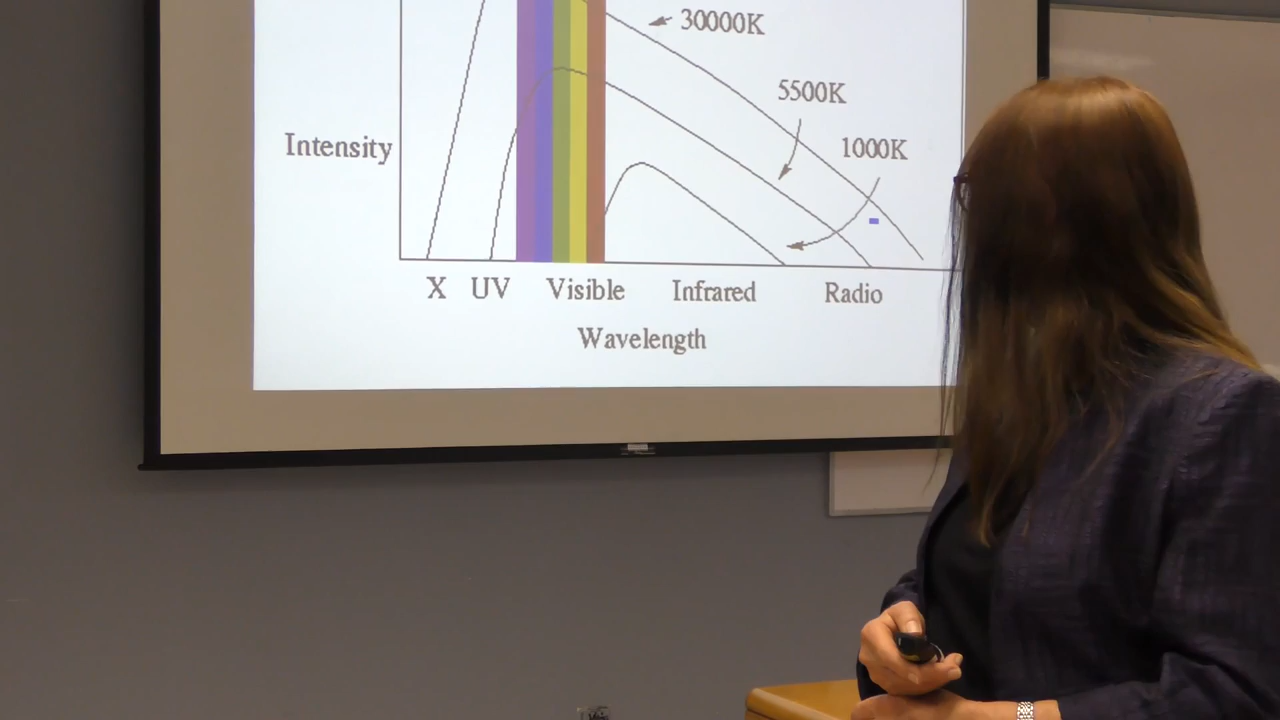 30000K
5500K
1000K
Intensity
X UV Visible Infrared Radio
Wavelength